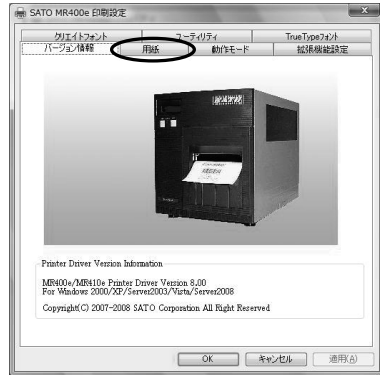 SATO MR400e 印刷設定
クリエイトフォント ユーティリティ TrueTypeフォント
バージョン情報 用紙 動作モード 拡張機能設定
Printer Driver Version Information
MR400e/MR410e Printer Driver Version 8.00
For Windows 2000/XP/Server2003/Vista/Server2008
Copyright(C) 2007-2008 SATO Corporation All Right Reserved
OK キャンセル 適用(A)